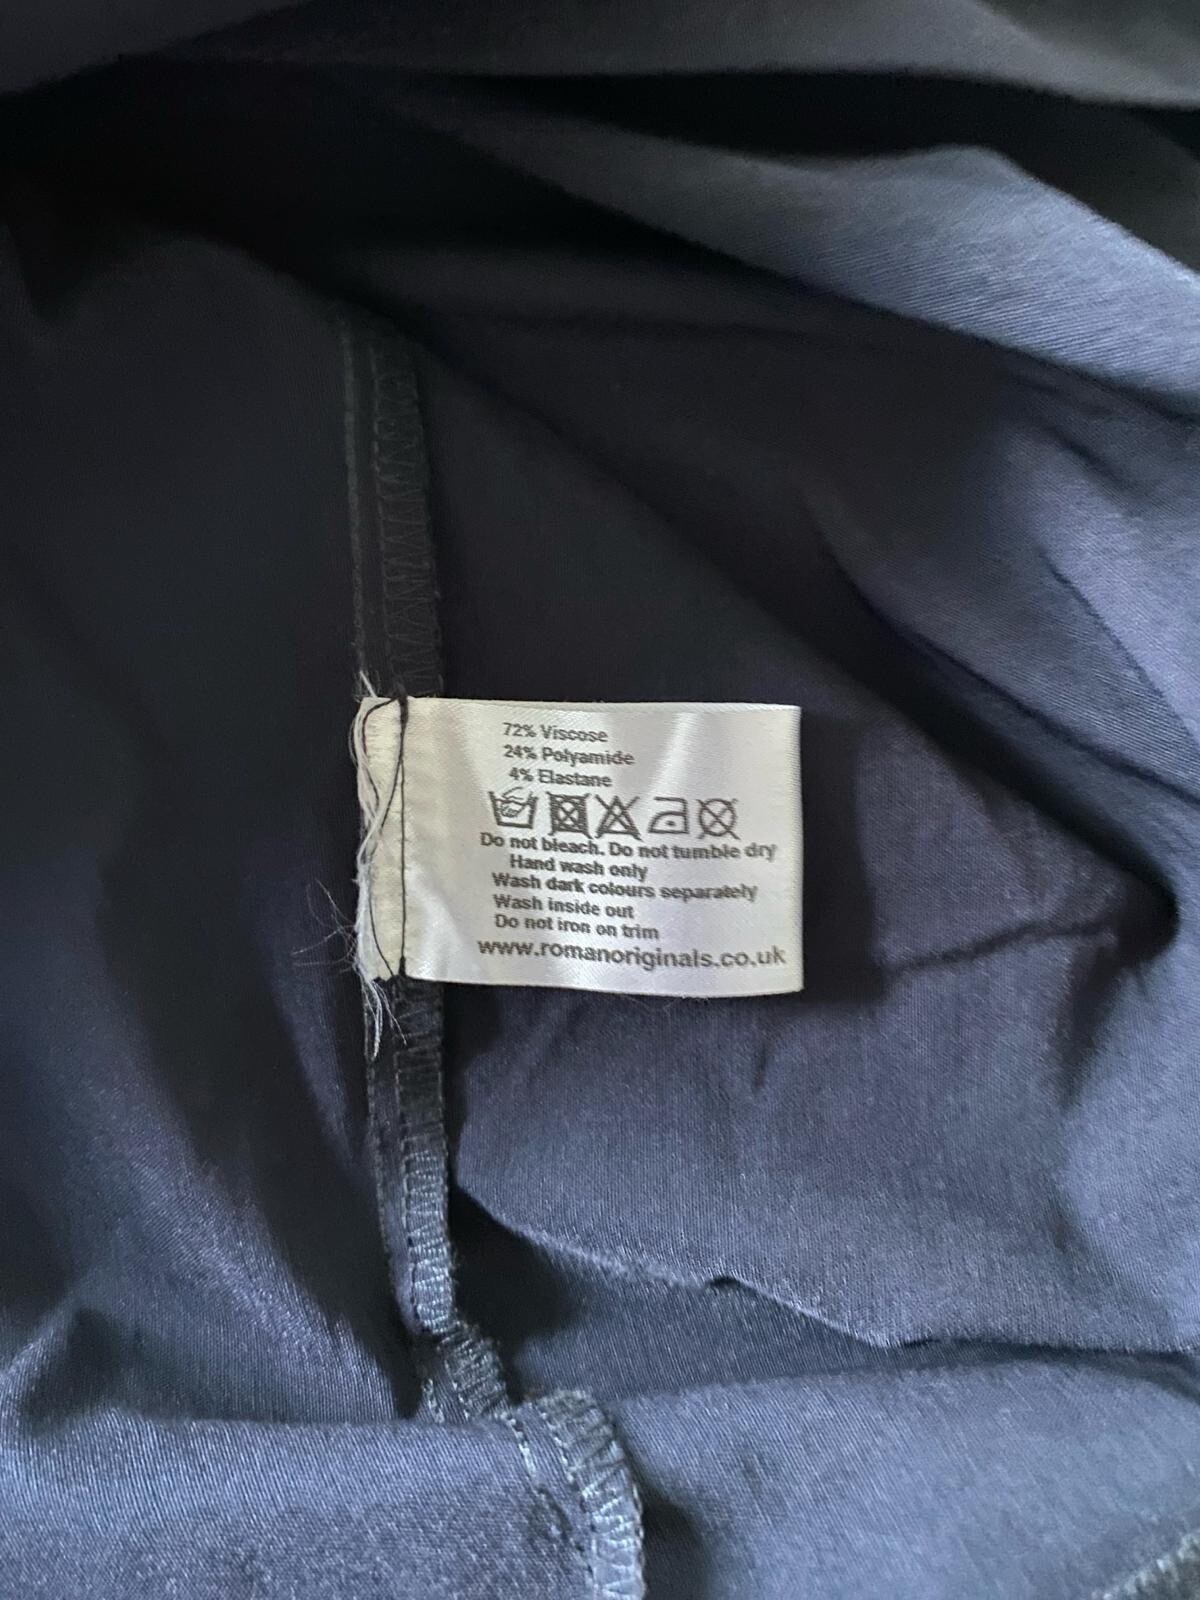 72% Viscose
24% Polyamide
4% Elastane
Do not bleach. Do not tumble dry
Hand wash only
Wash dark colours separately
Wash inside out
Do not iron on trim
www.romanoriginals.co.uk